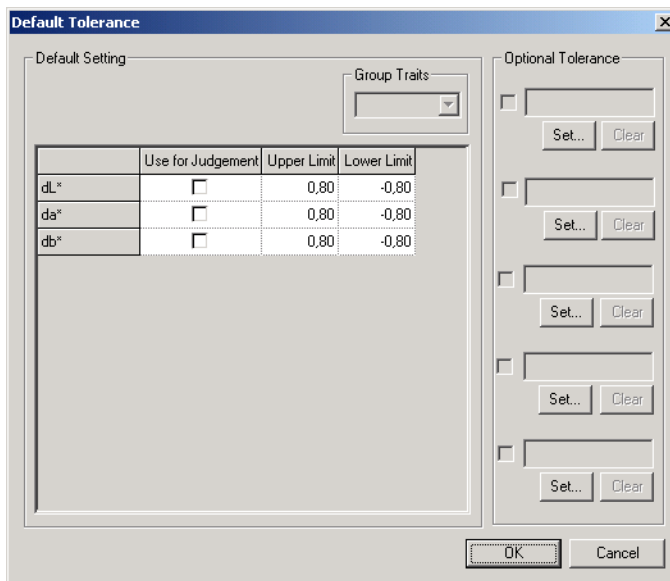 Default Tolerance
Default Setting
Group Traits
Use for Judgement Upper Limit Lower Limit
dL* 0,80 -0,80
da* 0,80 -0,80
db* 0,80 -0,80
Optional Tolerance
Set... Clear
Set... Clear
Set... Clear
Set... Clear
Set... Clear
OK Cancel